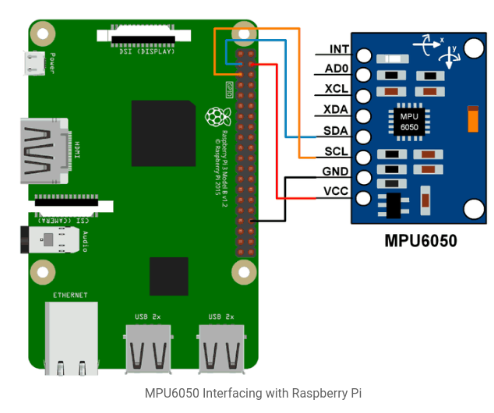 DSI (DISPLAY)
Power
HDMI
GPIO
Raspberry Pi 3 Model B v1.2
© Raspberry Pi 2015
CSI (CAMERA)
Audio
ETHERNET
USB 2x
USB 2x
INT
AD0
XCL
XDA
SDA
SCL
GND
VCC
x
y
MPU
6050
MPU6050
MPU6050 Interfacing with Raspberry Pi